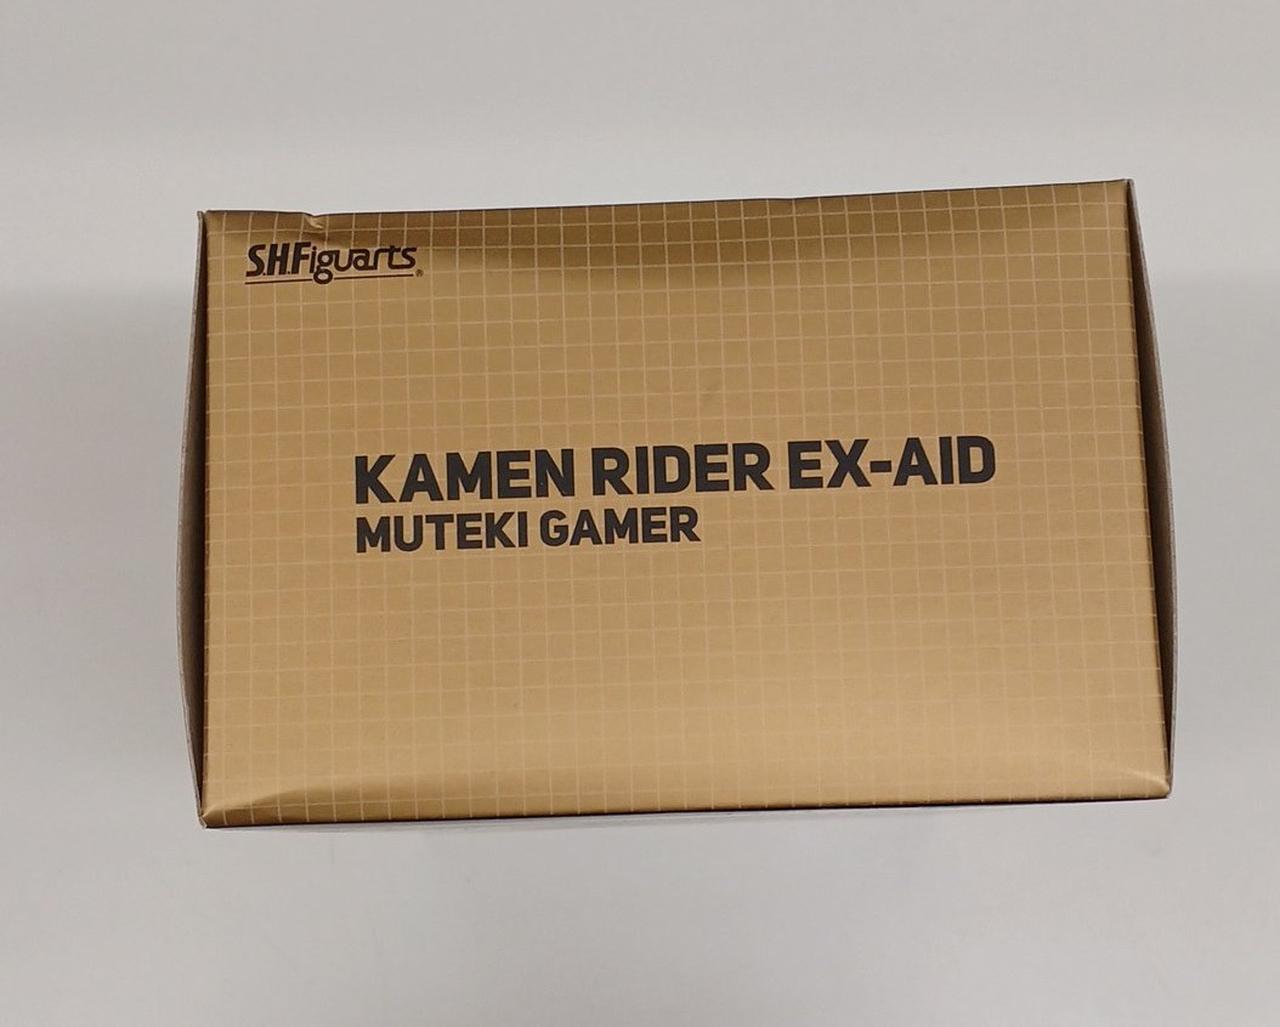 S.H.Figuarts®
KAMEN RIDER EX-AID
MUTEKI GAMER